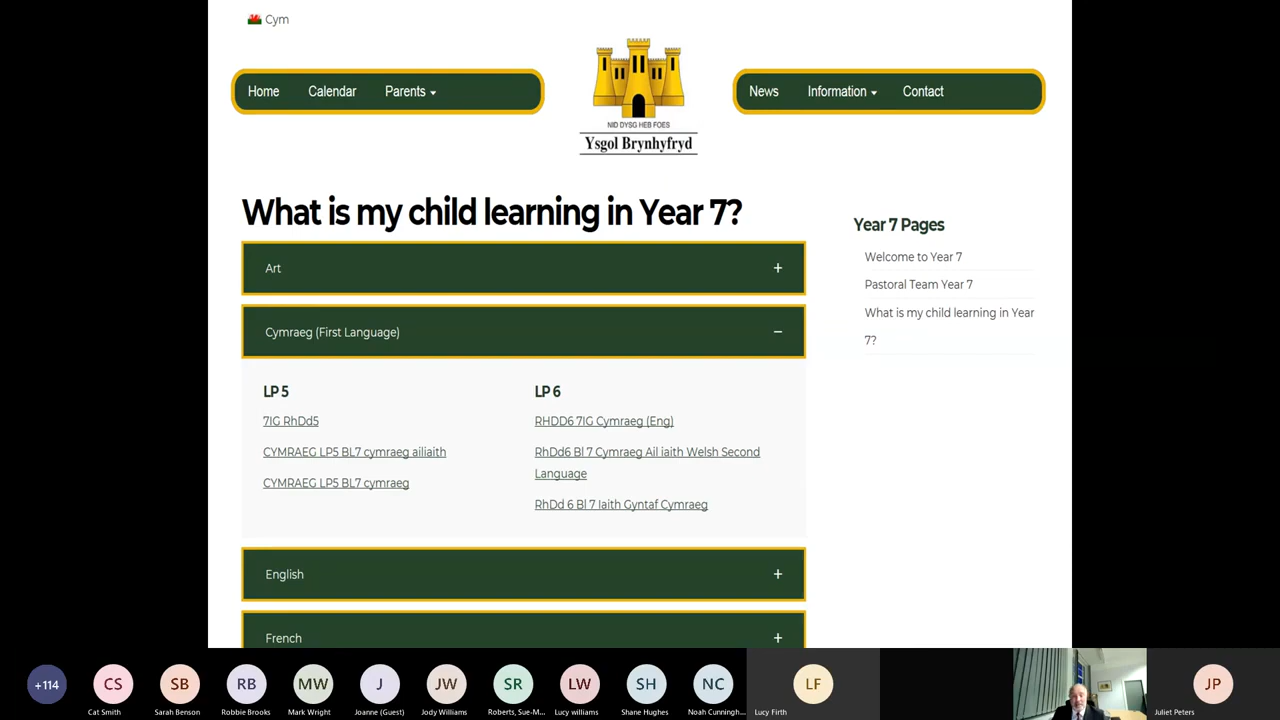 Cym
Home Calendar Parents
NID DYSG HEB FOES
Ysgol Brynhyfryd
News Information Contact
What is my child learning in Year 7?
Art +
Cymraeg (First Language) −
LP 5
7IG RhDd5
CYMRAEG LP5 BL7 cymraeg ailiaith
CYMRAEG LP5 BL7 cymraeg
LP 6
RHDD6 7IG Cymraeg (Eng)
RhDd6 Bl 7 Cymraeg Ail iaith Welsh Second
Language
RhDd 6 Bl 7 Iaith Gyntaf Cymraeg
English +
French +
Year 7 Pages
Welcome to Year 7
Pastoral Team Year 7
What is my child learning in Year
7?
+114 CS SB RB MW J JW SR LW SH NC LF JP
Cat Smith Sarah Benson Robbie Brooks Mark Wright Joanne (Guest) Jody Williams Roberts, Sue-M... Lucy williams Shane Hughes Noah Cunningh... Lucy Firth Juliet Peters